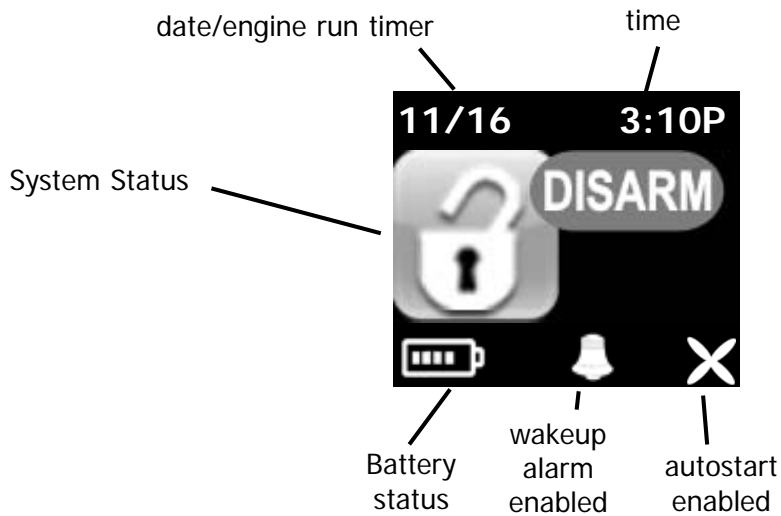 date/engine run timer
time
11/16 3:10P
System Status
DISARM
Battery
status
wakeup
alarm
enabled
autostart
enabled